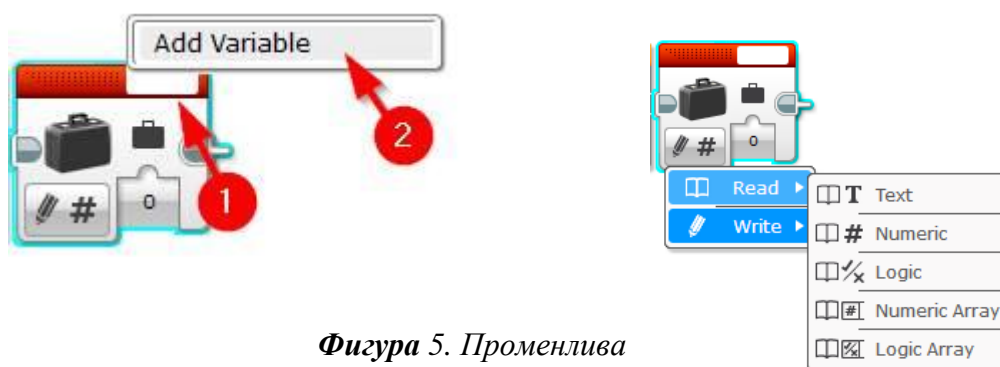 Add Variable
2
1
#
0
#
0
Read
Write
T Text
# Numeric
Logic
# Numeric Array
Logic Array
Фигура 5. Променлива